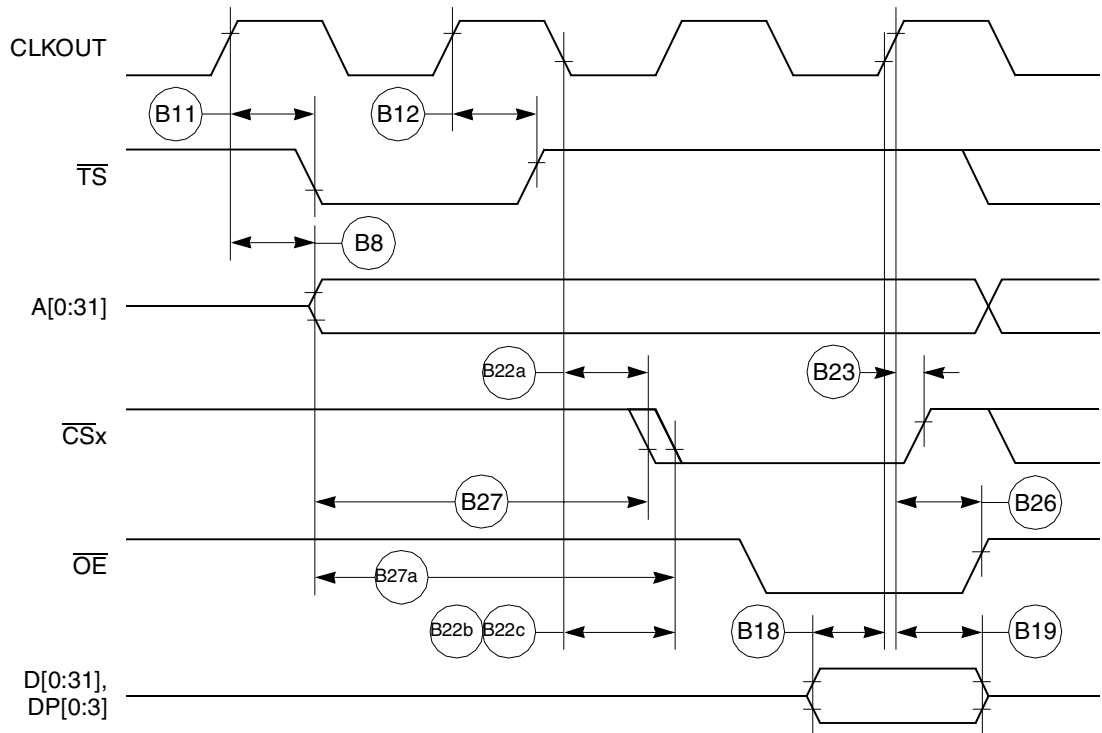 CLKOUT
B11
B12
TS
B8
A[0:31]
B22a
B23
CSx
B27
B26
OE
B27a
B22b B22c
B18
B19
D[0:31],
DP[0:3]